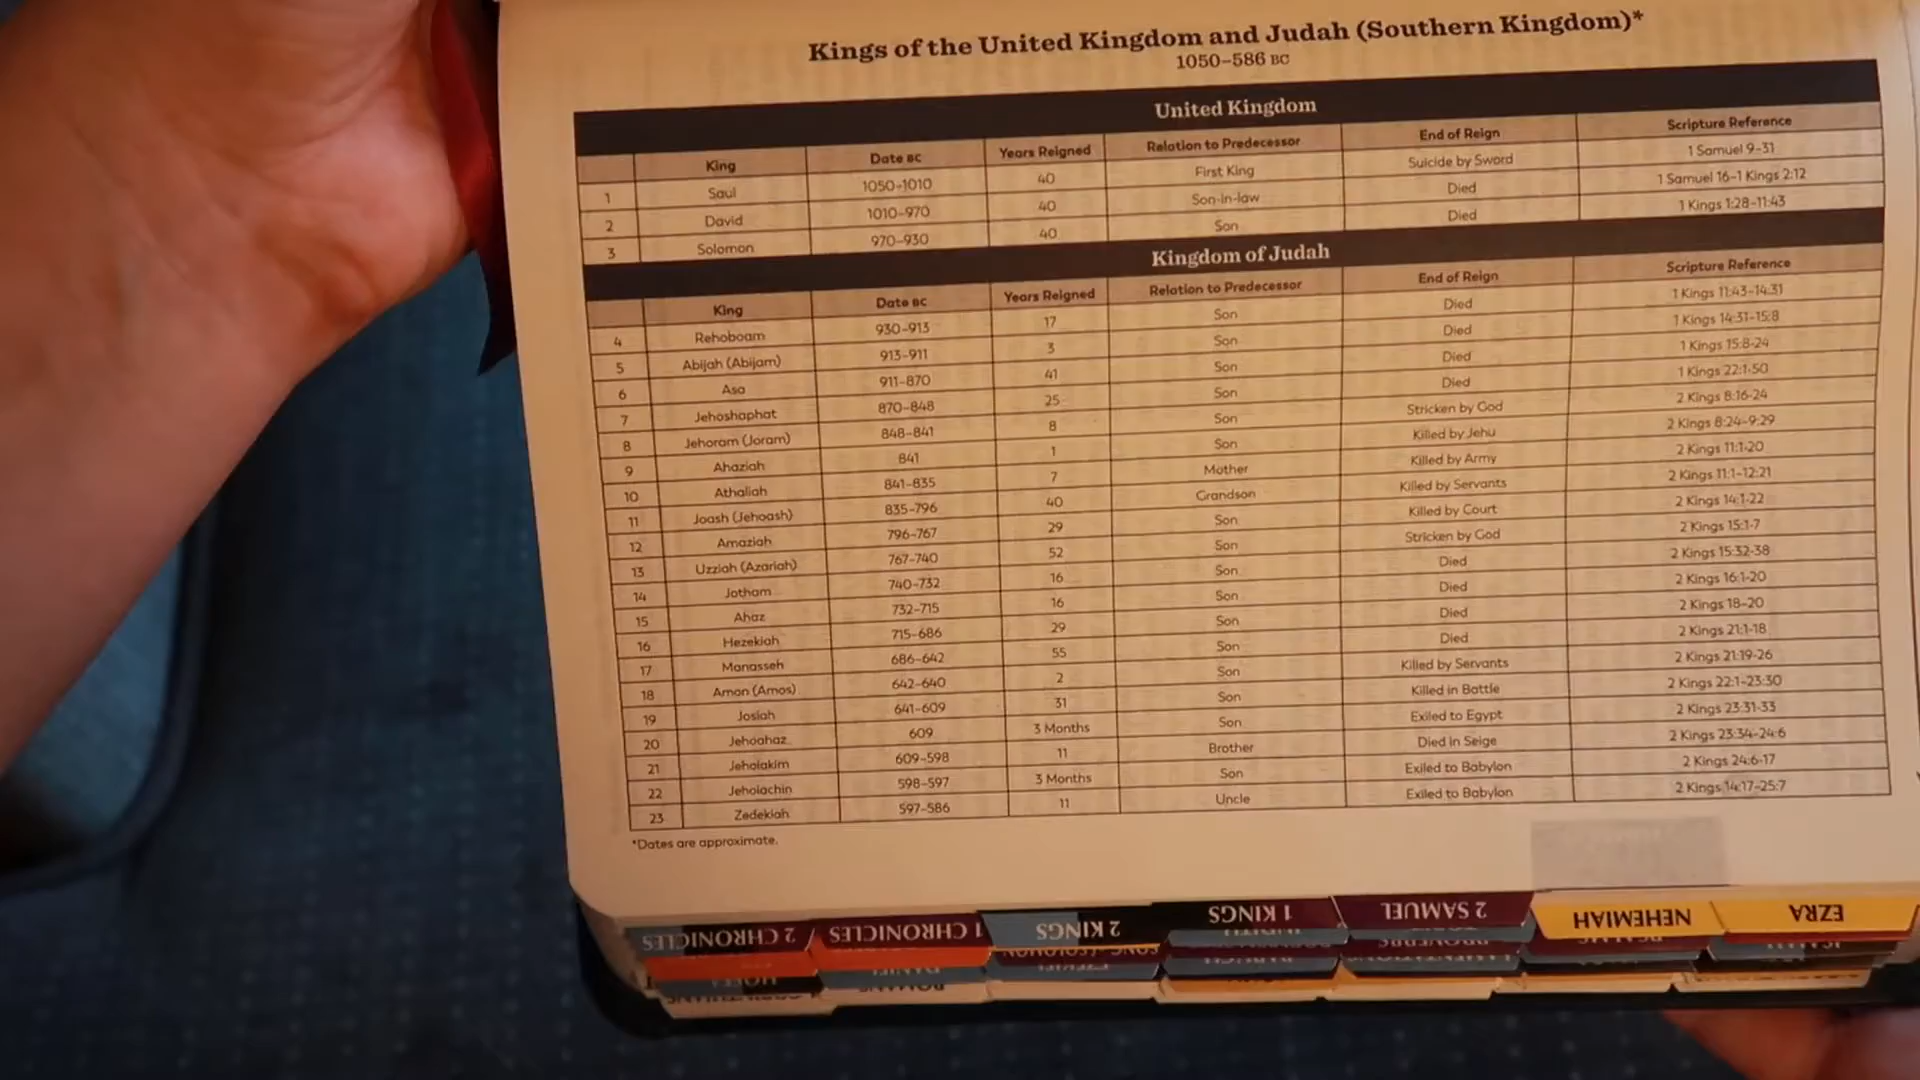 Kings of the United Kingdom and Judah (Southern Kingdom)*
1050–586 BC
United Kingdom
King Date BC Years Reigned Relation to Predecessor End of Reign Scripture Reference
1 Saul 1050-1010 40 First King Suicide by Sword 1 Samuel 9-31
2 David 1010-970 40 Son-in-law Died 1 Samuel 16-1 Kings 2:12
3 Solomon 970-930 40 Son Died 1 Kings 1:28-11:43
Kingdom of Judah
King Date BC Years Reigned Relation to Predecessor End of Reign Scripture Reference
4 Rehoboam 930-913 17 Son Died 1 Kings 11:43-14:31
5 Abijah (Abijam) 913-911 3 Son Died 1 Kings 14:31-15:8
6 Asa 911-870 41 Son Died 1 Kings 15:8-24
7 Jehoshaphat 870-848 25 Son Died 1 Kings 22:1-50
8 Jehoram (Joram) 848-841 8 Son Stricken by God 2 Kings 8:16-24
9 Ahaziah 841 1 Son Killed by Jehu 2 Kings 8:24-9:29
10 Athaliah 841-835 7 Mother Killed by Army 2 Kings 11:1-20
11 Joash (Jehoash) 835-796 40 Grandson Killed by Servants 2 Kings 11:1-12:21
12 Amaziah 796-767 29 Son Killed by Court 2 Kings 14:1-22
13 Uzziah (Azariah) 767-740 52 Son Stricken by God 2 Kings 15:1-7
14 Jotham 740-732 16 Son Died 2 Kings 15:32-38
15 Ahaz 732-715 16 Son Died 2 Kings 16:1-20
16 Hezekiah 715-686 29 Son Died 2 Kings 18-20
17 Manasseh 686-642 55 Son Died 2 Kings 21:1-18
18 Amon (Amos) 642-640 2 Son Killed by Servants 2 Kings 21:19-26
19 Josiah 641-609 31 Son Killed in Battle 2 Kings 22:1-23:30
20 Jehoahaz 609 3 Months Son Exiled to Egypt 2 Kings 23:31-33
21 Jehoiakim 609-598 11 Brother Died in Seige 2 Kings 23:34-24:6
22 Jehoiachin 598-597 3 Months Son Exiled to Babylon 2 Kings 24:6-17
23 Zedekiah 597-586 11 Uncle Exiled to Babylon 2 Kings 14:17-25:7
*Dates are approximate.
2 CHRONICLES / 1 CHRONICLES 2 KINGS 1 KINGS 2 SAMUEL NEHEMIAH EZRA
EZEKIEL LAMENTATIONS
HOSEA DANIEL
ROMANS